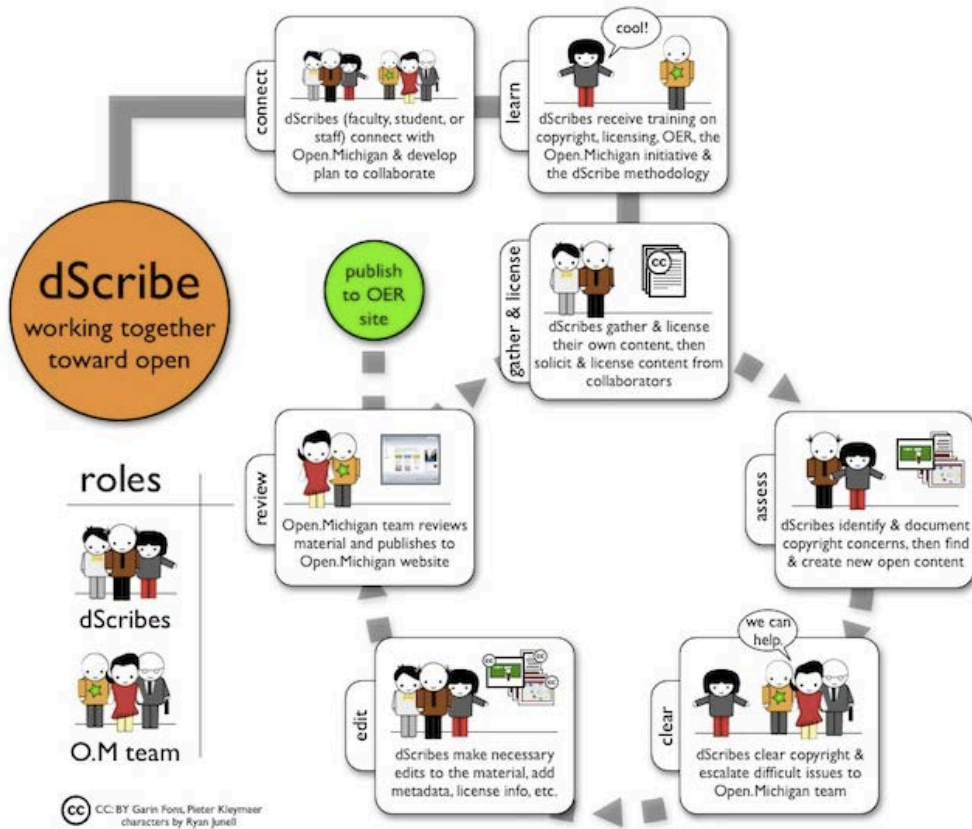 dScribe
working together
toward open
connect
dScribes (faculty, student, or
staff) connect with
Open.Michigan & develop
plan to collaborate
learn
cool!
dScribes receive training on
copyright, licensing, OER, the
Open.Michigan initiative &
the dScribe methodology
gather & license
CC
dScribes gather & license
their own content, then
solicit & license content from
collaborators
assess
dScribes identify & document
copyright concerns, then find
& create new open content
clear
we can
help.
dScribes clear copyright &
escalate difficult issues to
Open.Michigan team
edit
cc
cc
cc
dScribes make necessary
edits to the material, add
metadata, license info, etc.
review
Open.Michigan team reviews
material and publishes to
Open.Michigan website
publish
to OER
site
roles
dScribes
O.M team
cc
CC: BY Garin Fons, Pieter Kleymeer
characters by Ryan Junell